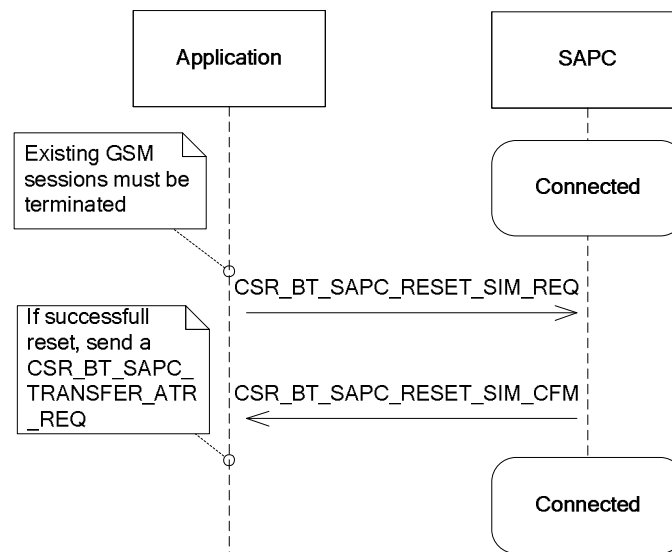 Application
SAPC
Existing GSM
sessions must be
terminated
Connected
CSR_BT_SAPC_RESET_SIM_REQ
If successfull
reset, send a
CSR_BT_SAPC_
TRANSFER_ATR
_REQ
CSR_BT_SAPC_RESET_SIM_CFM
Connected